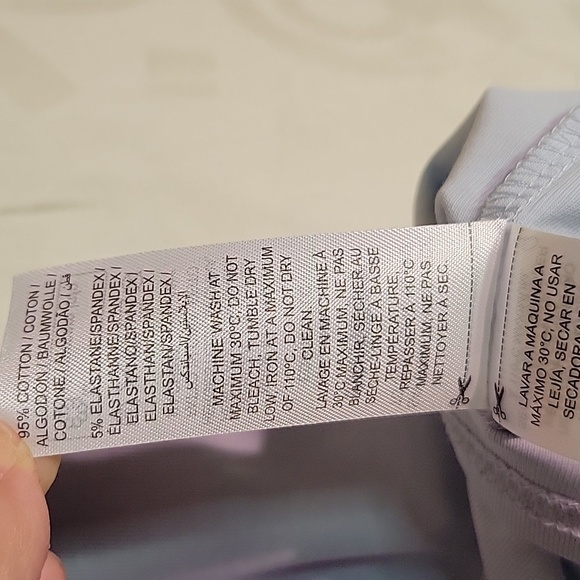 95% COTTON / COTON /
ALGODÓN / BAUMWOLLE /
COTONE / ALGODÃO / قطن
5% ELASTANE/SPANDEX /
ELASTHANNE/SPANDEX /
ELASTANO/SPANDEX /
ELASTHAN/SPANDEX /
ELASTAN/SPANDEX /
MACHINE WASH AT
MAXIMUM 30°C, DO NOT
BLEACH, TUMBLE DRY
LOW IRON AT A MAXIMUM
OF 110°C, DO NOT DRY
CLEAN.
LAVAGE EN MACHINE À
30°C MAXIMUM, NE PAS
BLANCHIR, SÉCHER AU
SÈCHE-LINGE À BASSE
TEMPÉRATURE,
REPASSER À 110°C
MAXIMUM, NE PAS
NETTOYER À SEC.
LAVAR A MÁQUINA A
MÁXIMO 30°C, NO USAR
LEJÍA, SECAR EN
SECADORA